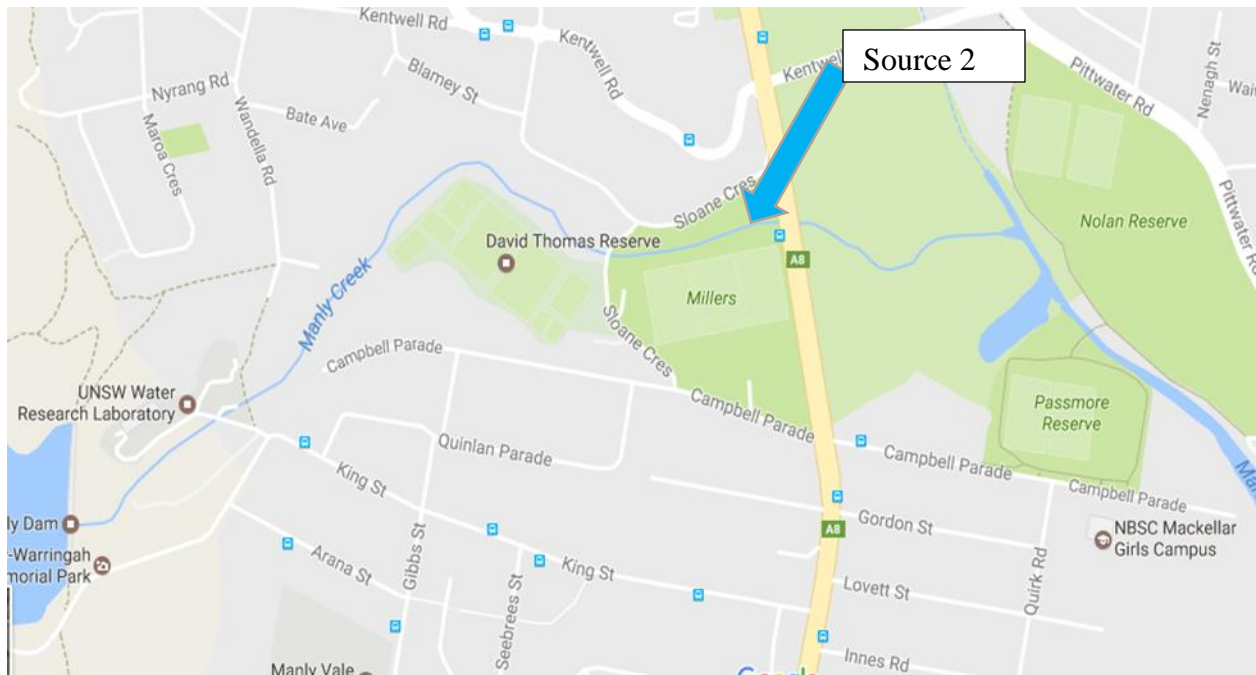 Kentwell Rd
Kentwell Rd
Source 2
Kentwell
Pittwater Rd
Nenagh St
Nyrang Rd
Blamey St
Maroa Cres
Wandella Rd
Bate Ave
Sloane Cres
Pittwater Rd
Nolan Reserve
David Thomas Reserve
A8
Manly Creek
Millers
Sloane Cres
Campbell Parade
UNSW Water
Research Laboratory
Campbell Parade
Passmore
Reserve
Quinlan Parade
Campbell Parade
Campbell Parade
King St
Gordon St
A8
NBSC Mackellar
Girls Campus
ly Dam
-Warringah
morial Park
Arana St
Gibbs St
Seebrees St
King St
Lovett St
Quirk Rd
Innes Rd
Manly Vale